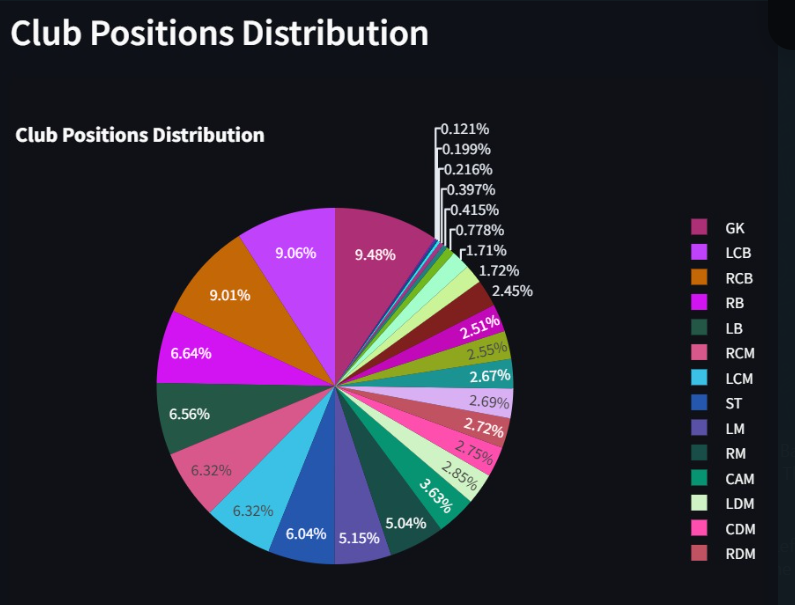 Club Positions Distribution
Club Positions Distribution
0.121%
0.199%
0.216%
0.397%
0.415%
0.778%
1.71%
1.72%
2.45%
2.51%
2.55%
2.67%
2.69%
2.72%
2.75%
2.85%
3.63%
5.04%
5.15%
6.04%
6.32%
6.32%
6.56%
6.64%
9.01%
9.06%
9.48%
GK
LCB
RCB
RB
LB
RCM
LCM
ST
LM
RM
CAM
LDM
CDM
RDM